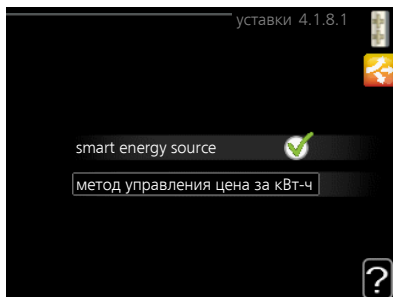 уставки 4.1.8.1
smart energy source
метод управления цена за кВт-ч
?